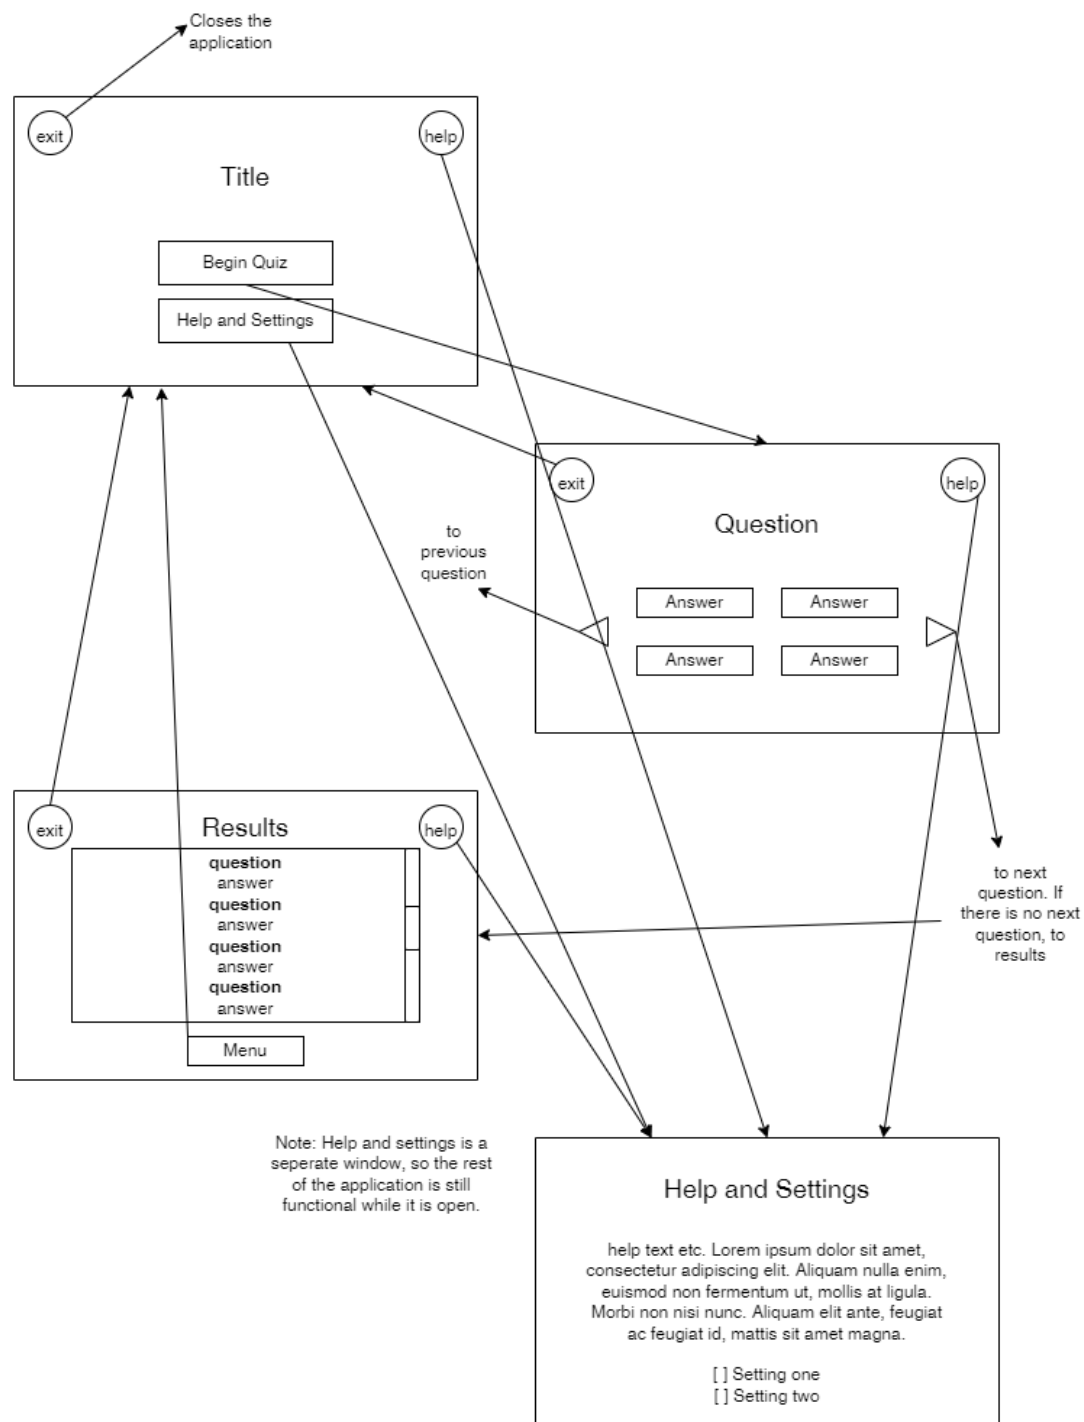 Closes the
application
exit
help
Title
Begin Quiz
Help and Settings
exit
help
Question
to
previous
question
Answer
Answer
Answer
Answer
exit
Results
help
question
answer
question
answer
question
answer
question
answer
Menu
to next
question. If
there is no next
question, to
results
Note: Help and settings is a
seperate window, so the rest
of the application is still
functional while it is open.
Help and Settings
help text etc. Lorem ipsum dolor sit amet,
consectetur adipiscing elit. Aliquam nulla enim,
euismod non fermentum ut, mollis at ligula.
Morbi non nisi nunc. Aliquam elit ante, feugiat
ac feugiat id, mattis sit amet magna.
[ ] Setting one
[ ] Setting two